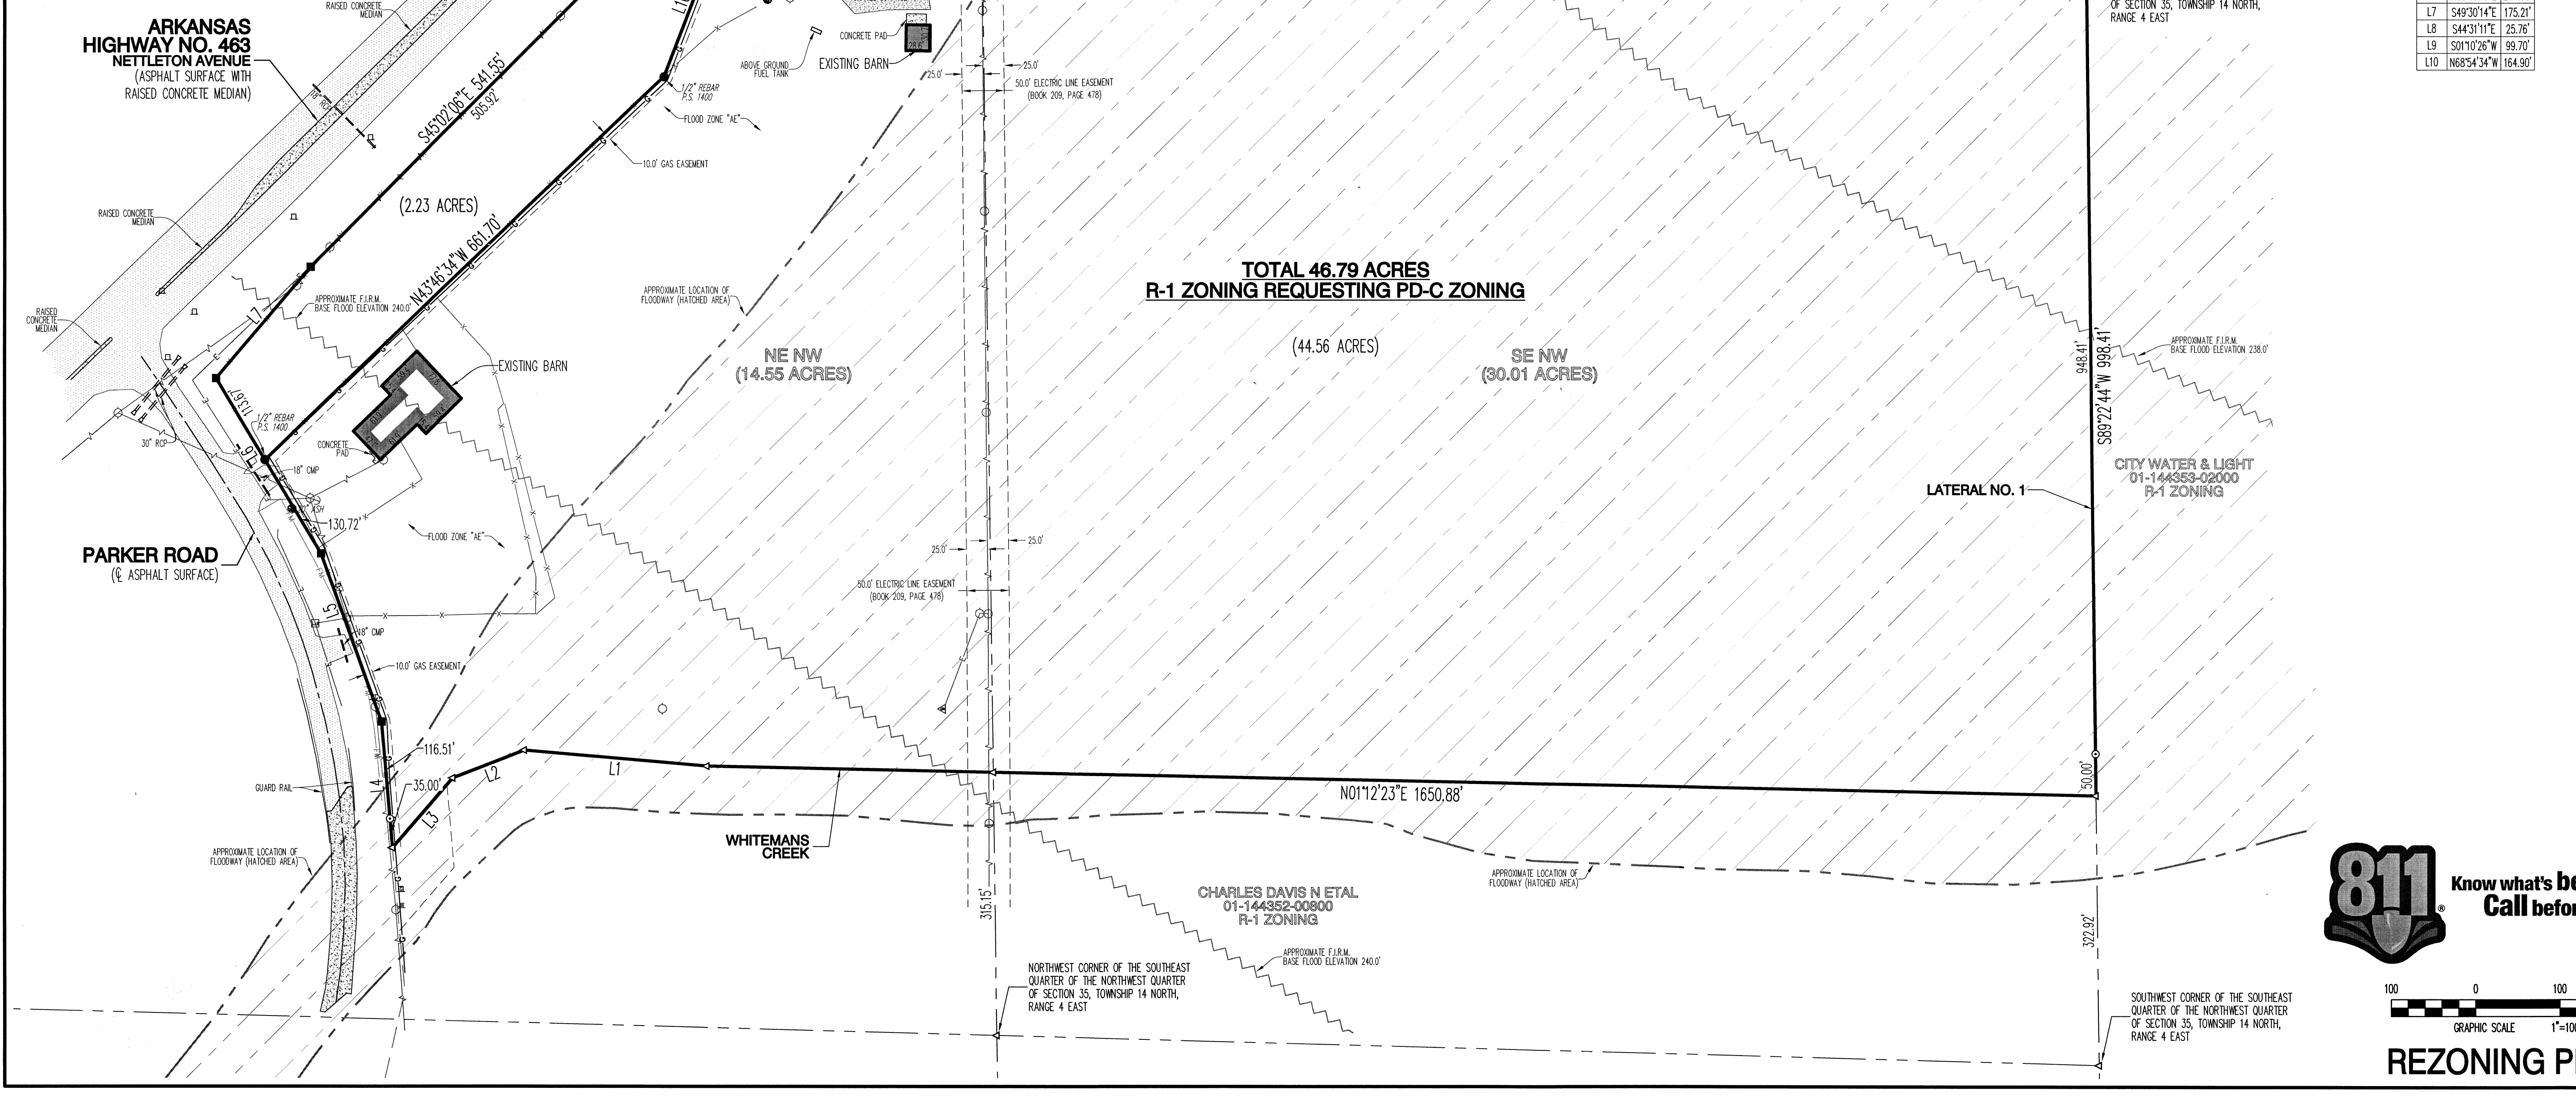 RAISED CONCRETE
MEDIAN
ARKANSAS
HIGHWAY NO. 463
NETTLETON AVENUE
(ASPHALT SURFACE WITH
RAISED CONCRETE MEDIAN)
18" RCP
S45°02'06"E 541.55'
505.92'
L10
1/2" REBAR
P.S. 1400
FLOOD ZONE "AE"
10.0' GAS EASEMENT
ABOVE GROUND
FUEL TANK
CONCRETE PAD
EXISTING BARN
25.0'
25.0'
50.0' ELECTRIC LINE EASEMENT
(BOOK 209, PAGE 478)
OF SECTION 35, TOWNSHIP 14 NORTH,
RANGE 4 EAST
L7 S49°30'14"E 175.21'
L8 S44°31'11"E 25.76'
L9 S01°10'26"W 99.70'
L10 N68°54'34"W 164.90'
(2.23 ACRES)
N43°46'34"W 661.70'
RAISED CONCRETE
MEDIAN
RAISED
CONCRETE
MEDIAN
L7
APPROXIMATE F.I.R.M.
BASE FLOOD ELEVATION 240.0'
APPROXIMATE LOCATION OF
FLOODWAY (HATCHED AREA)
TOTAL 46.79 ACRES
R-1 ZONING REQUESTING PD-C ZONING
(44.56 ACRES)
NE NW
(14.55 ACRES)
SE NW
(30.01 ACRES)
948.41'
S89°22'44"W 998.41'
APPROXIMATE F.I.R.M.
BASE FLOOD ELEVATION 238.0'
EXISTING BARN
113.67'
1/2" REBAR
P.S. 1400
30" RCP
L6
CONCRETE
PAD
18" CMP
ASH
130.72'
FLOOD ZONE "AE"
CITY WATER & LIGHT
01-144353-02000
R-1 ZONING
LATERAL NO. 1
PARKER ROAD
(℄ ASPHALT SURFACE)
25.0'
25.0'
50.0' ELECTRIC LINE EASEMENT
(BOOK 209, PAGE 478)
L5
18" CMP
10.0' GAS EASEMENT
116.51'
L4
35.00'
L3
L2
L1
GUARD RAIL
N01°12'23"E 1650.88'
50.00'
WHITEMANS
CREEK
APPROXIMATE LOCATION OF
FLOODWAY (HATCHED AREA)
APPROXIMATE LOCATION OF
FLOODWAY (HATCHED AREA)
CHARLES DAVIS N ETAL
01-144352-00800
R-1 ZONING
315.15'
322.92'
APPROXIMATE F.I.R.M.
BASE FLOOD ELEVATION 240.0'
NORTHWEST CORNER OF THE SOUTHEAST
QUARTER OF THE NORTHWEST QUARTER
OF SECTION 35, TOWNSHIP 14 NORTH,
RANGE 4 EAST
SOUTHWEST CORNER OF THE SOUTHEAST
QUARTER OF THE NORTHWEST QUARTER
OF SECTION 35, TOWNSHIP 14 NORTH,
RANGE 4 EAST
811
®
Know what's be
Call befor
100 0 100
GRAPHIC SCALE 1"=100
REZONING P